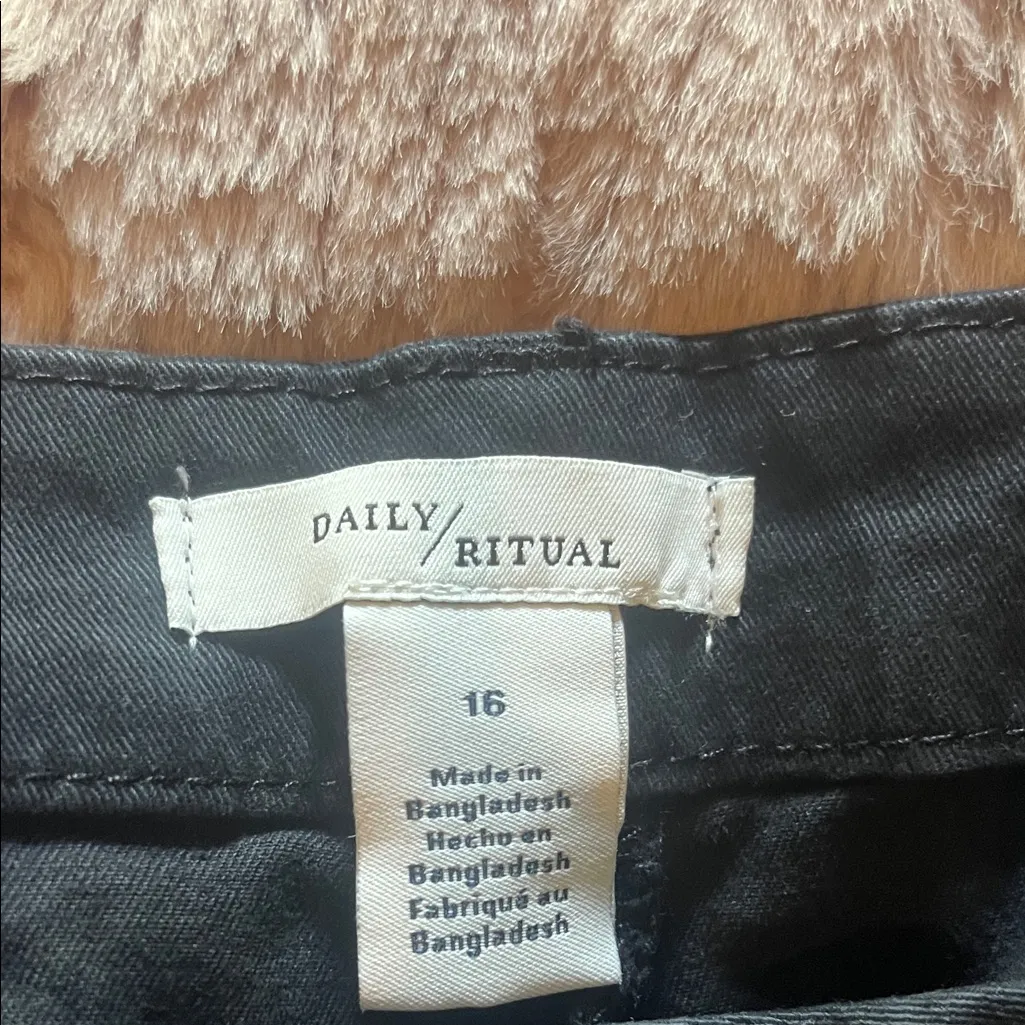 DAILY/
RITUAL
16
Made in
Bangladesh
Hecho en
Bangladesh
Fabriqué au
Bangladesh